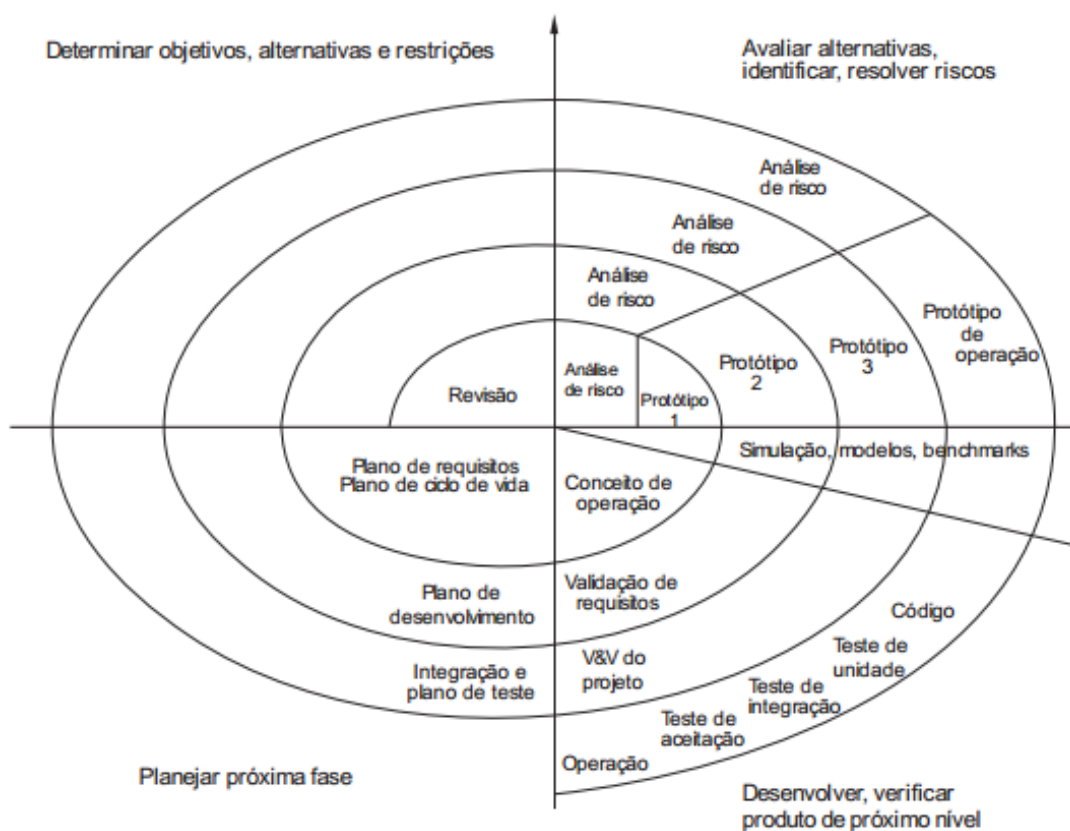 Determinar objetivos, alternativas e restrições
Avaliar alternativas,
identificar, resolver riscos
Análise
de risco
Análise
de risco
Análise
de risco
Análise
de risco
Revisão
Protótipo
1
Protótipo
2
Protótipo
3
Protótipo
de
operação
Simulação, modelos, benchmarks
Plano de requisitos
Plano de ciclo de vida
Conceito de
operação
Plano de
desenvolvimento
Validação de
requisitos
Integração e
plano de teste
V&V do
projeto
Código
Teste de
unidade
Teste de
integração
Teste de
aceitação
Operação
Planejar próxima fase
Desenvolver, verificar
produto de próximo nível